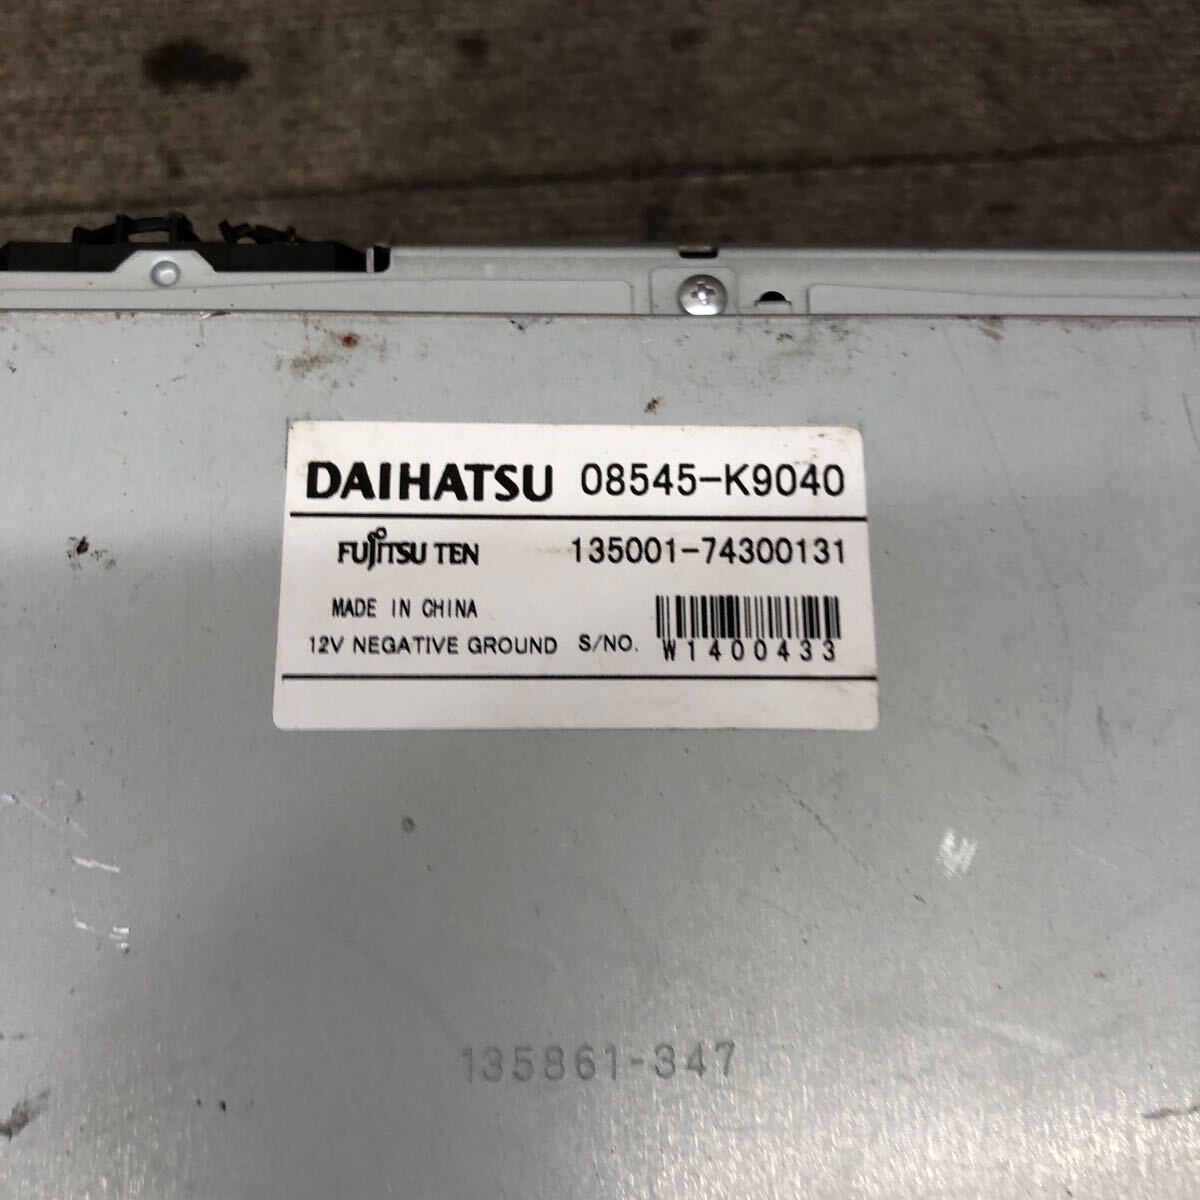 DAIHATSU 08545-K9040
FUJITSU TEN 135001-74300131
MADE IN CHINA
12V NEGATIVE GROUND S/NO. W1400433
135861-347